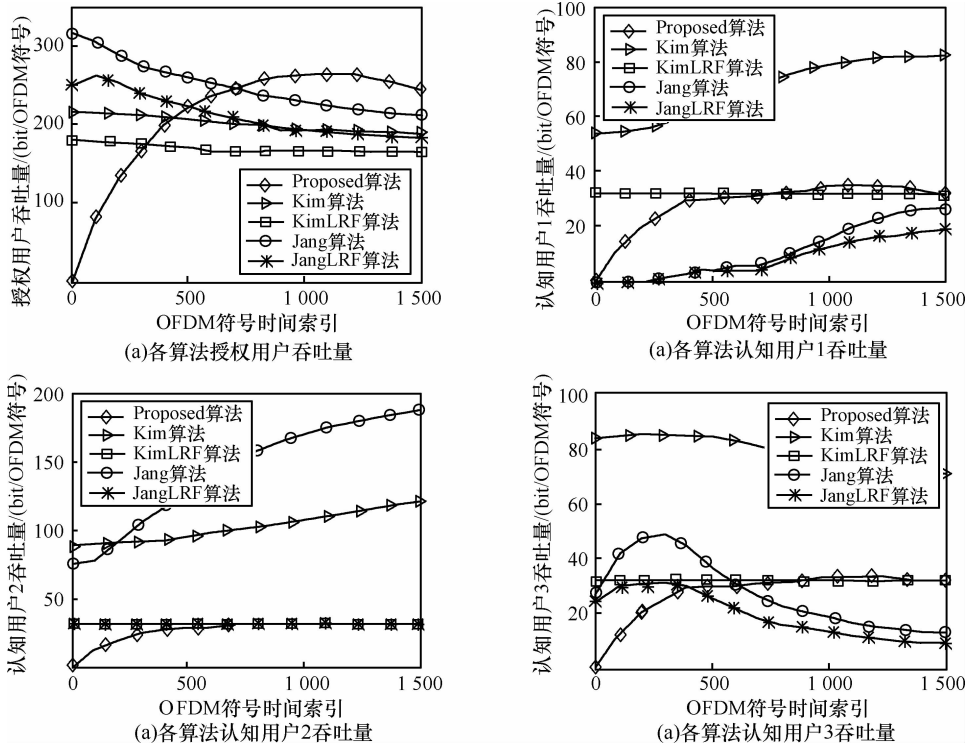 授权用户吞吐量/(bit/OFDM符号)
300
200
100
0
500
1 000
1 500
Proposed算法
Kim算法
KimLRF算法
Jang算法
JangLRF算法
OFDM符号时间索引
(a)各算法授权用户吞吐量
认知用户1吞吐量/(bit/OFDM符号)
100
80
60
40
20
0
500
1 000
1 500
Proposed算法
Kim算法
KimLRF算法
Jang算法
JangLRF算法
OFDM符号时间索引
(a)各算法认知用户1吞吐量
认知用户2吞吐量/(bit/OFDM符号)
200
150
100
50
0
500
1 000
1 500
Proposed算法
Kim算法
KimLRF算法
Jang算法
JangLRF算法
OFDM符号时间索引
(a)各算法认知用户2吞吐量
认知用户3吞吐量/(bit/OFDM符号)
100
80
60
40
20
0
500
1 000
1 500
Proposed算法
Kim算法
KimLRF算法
Jang算法
JangLRF算法
OFDM符号时间索引
(a)各算法认知用户3吞吐量